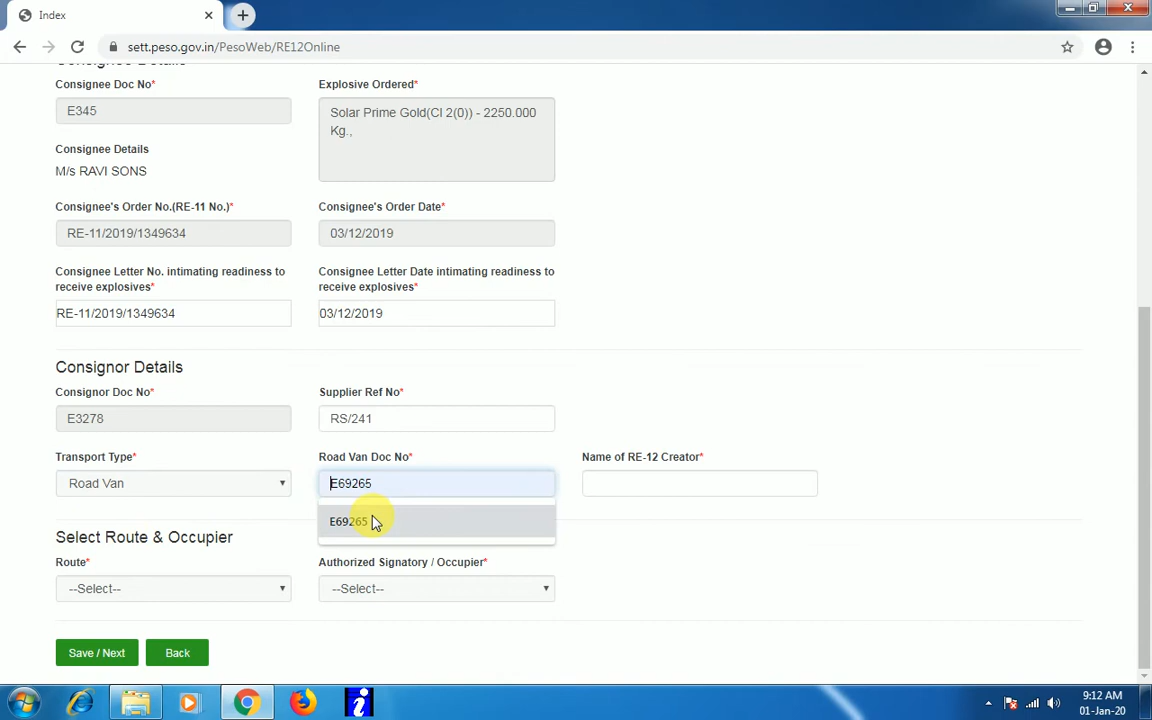 Index
sett.peso.gov.in/PesoWeb/RE12Online
Consignee Details
Consignee Doc No*
Explosive Ordered*
E345
Solar Prime Gold(Cl 2(0)) - 2250.000
Kg.,
Consignee Details
M/s RAVI SONS
Consignee's Order No.(RE-11 No.)*
Consignee's Order Date*
RE-11/2019/1349634
03/12/2019
Consignee Letter No. intimating readiness to
receive explosives*
Consignee Letter Date intimating readiness to
receive explosives*
RE-11/2019/1349634
03/12/2019
Consignor Details
Consignor Doc No*
Supplier Ref No*
E3278
RS/241
Transport Type*
Road Van Doc No*
Name of RE-12 Creator*
Road Van
E69265
E69265
Select Route & Occupier
Route*
Authorized Signatory / Occupier*
--Select--
--Select--
Save / Next
Back
9:12 AM
01-Jan-20